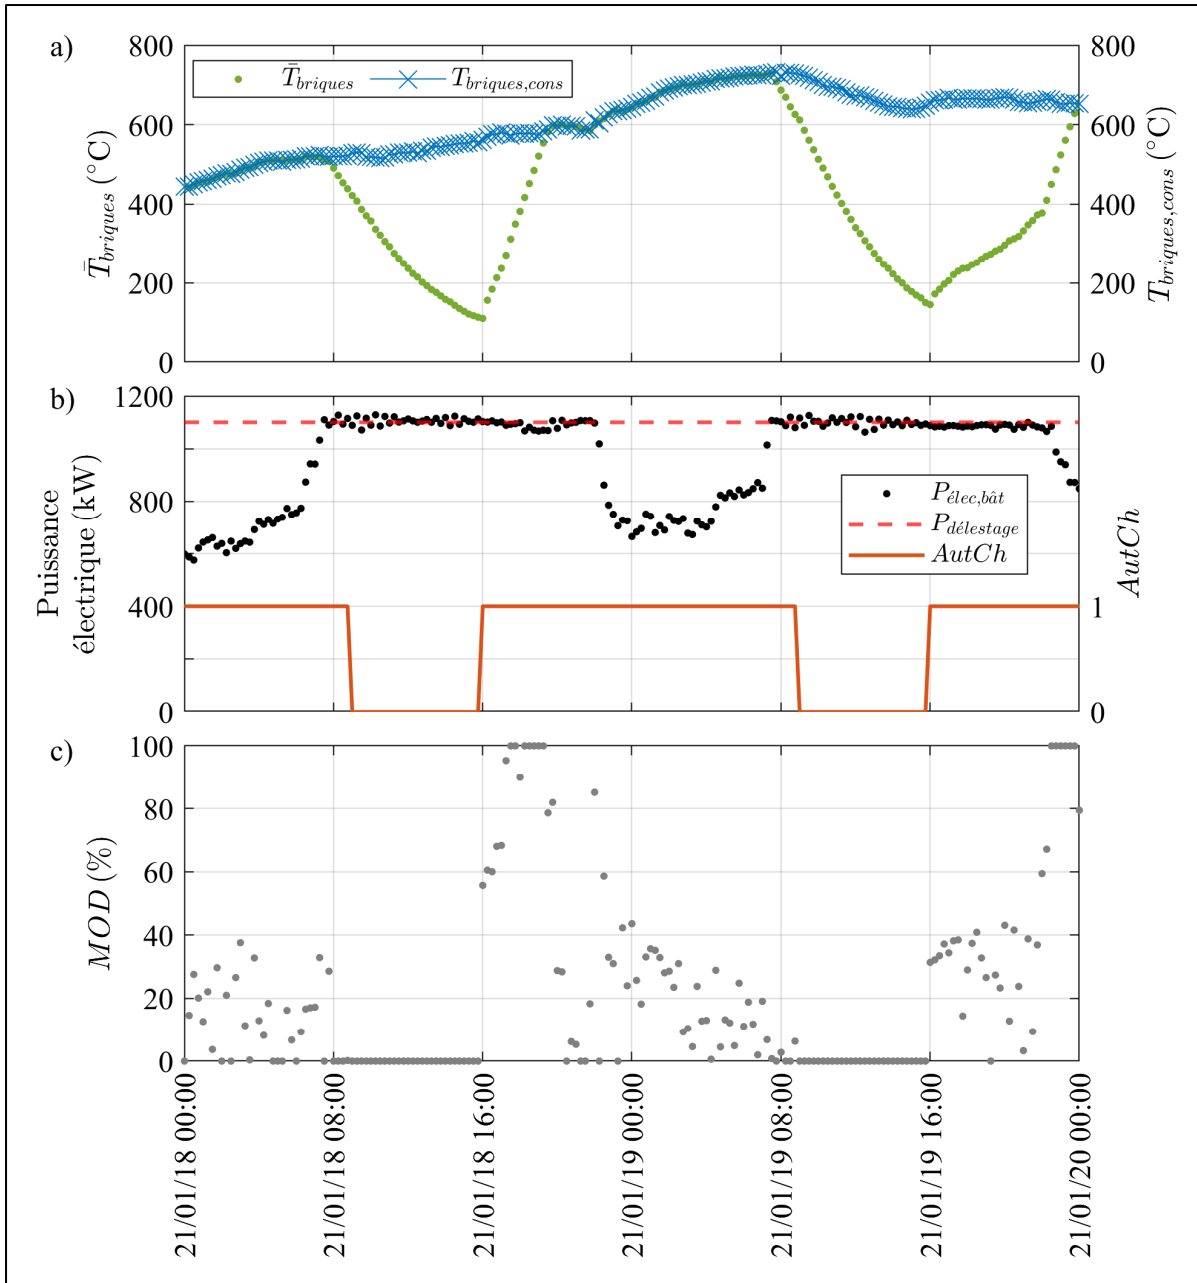 a)
800
600
400
200
0
T̄briques (°C)
T̄briques
Tbriques,cons
800
600
400
200
0
Tbriques,cons (°C)
b)
1200
800
400
0
Puissance
électrique (kW)
Pélec,bât
Pdélestage
AutCh
1
0
AutCh
c)
100
80
60
40
20
0
MOD (%)
21/01/18 00:00
21/01/18 08:00
21/01/18 16:00
21/01/19 00:00
21/01/19 08:00
21/01/19 16:00
21/01/20 00:00